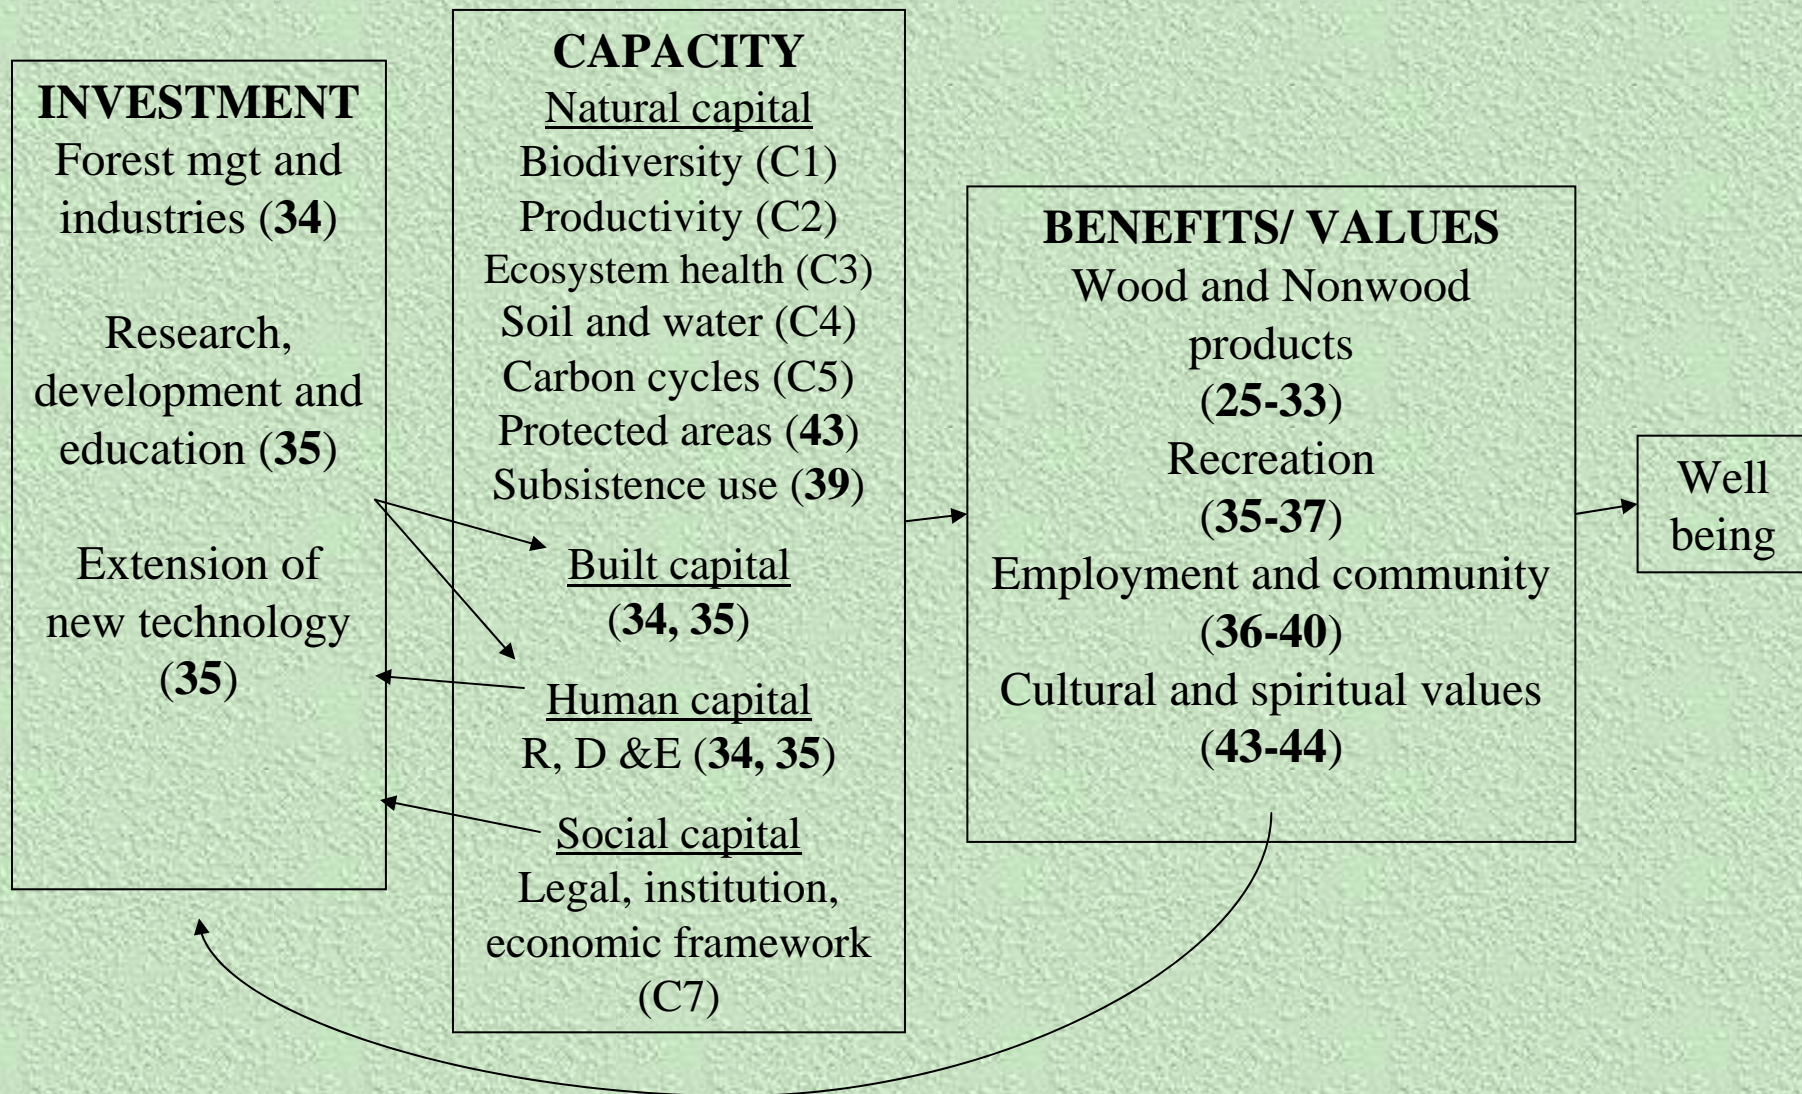 INVESTMENT
Forest mgt and
industries (34)
Research,
development and
education (35)
Extension of
new technology
(35)
CAPACITY
Natural capital
Biodiversity (C1)
Productivity (C2)
Ecosystem health (C3)
Soil and water (C4)
Carbon cycles (C5)
Protected areas (43)
Subsistence use (39)
Built capital
(34, 35)
Human capital
R, D &E (34, 35)
Social capital
Legal, institution,
economic framework
(C7)
BENEFITS/ VALUES
Wood and Nonwood
products
(25-33)
Recreation
(35-37)
Employment and community
(36-40)
Cultural and spiritual values
(43-44)
Well
being